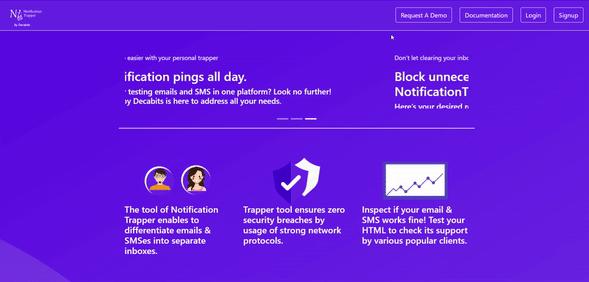 Notification
Trapper
by Decabits
Request A Demo
Documentation
Login
Signup
easier with your personal trapper
ification pings all day.
testing emails and SMS in one platform? Look no further!
by Decabits is here to address all your needs.
Don't let clearing your inbo
Block unnece
NotificationT
Here's your desired
The tool of Notification
Trapper enables to
differentiate emails &
SMSes into separate
inboxes.
Trapper tool ensures zero
security breaches by
usage of strong network
protocols.
Inspect if your email &
SMS works fine! Test your
HTML to check its support
by various popular clients.